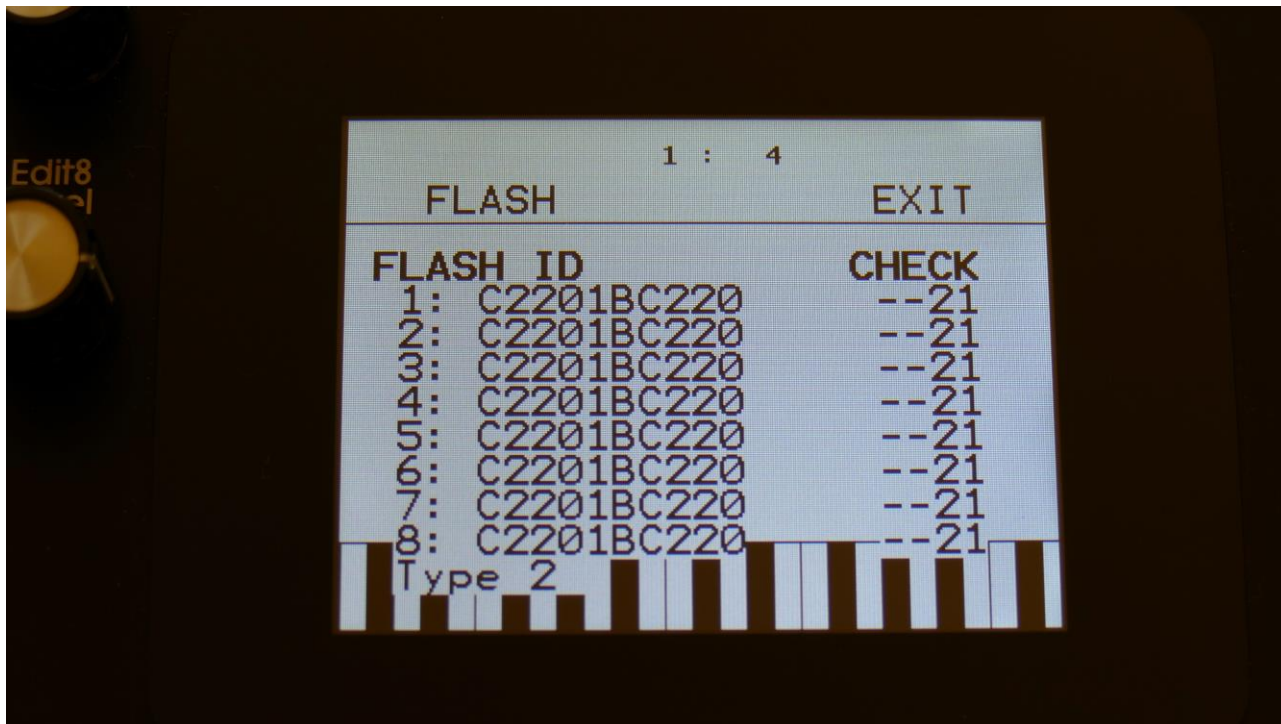 1 : 4
FLASH EXIT
Edit8
el
FLASH ID CHECK
1: C2201BC220 --21
2: C2201BC220 --21
3: C2201BC220 --21
4: C2201BC220 --21
5: C2201BC220 --21
6: C2201BC220 --21
7: C2201BC220 --21
8: C2201BC220 --21
Type 2